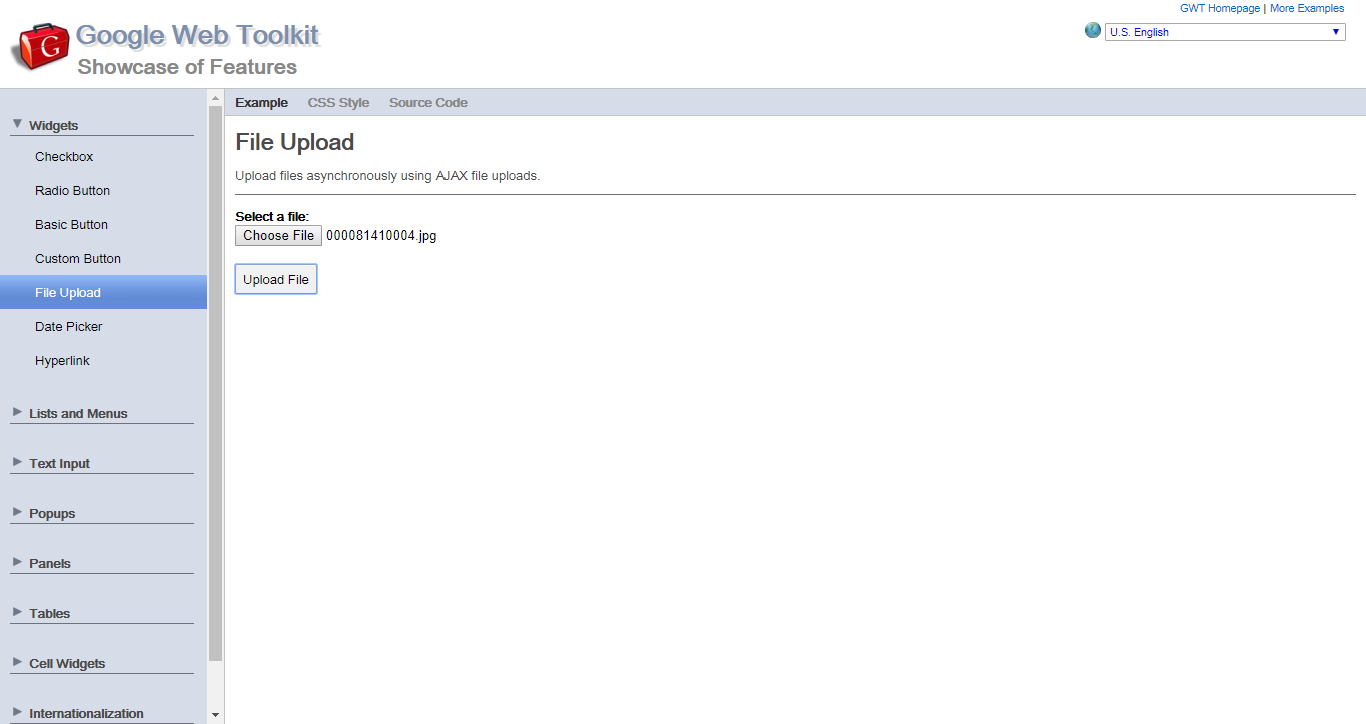 GWT Homepage | More Examples
Google Web Toolkit
Showcase of Features
U.S. English
Widgets
Checkbox
Radio Button
Basic Button
Custom Button
File Upload
Date Picker
Hyperlink
Lists and Menus
Text Input
Popups
Panels
Tables
Cell Widgets
Internationalization
Example CSS Style Source Code
File Upload
Upload files asynchronously using AJAX file uploads.
Select a file:
Choose File 000081410004.jpg
Upload File